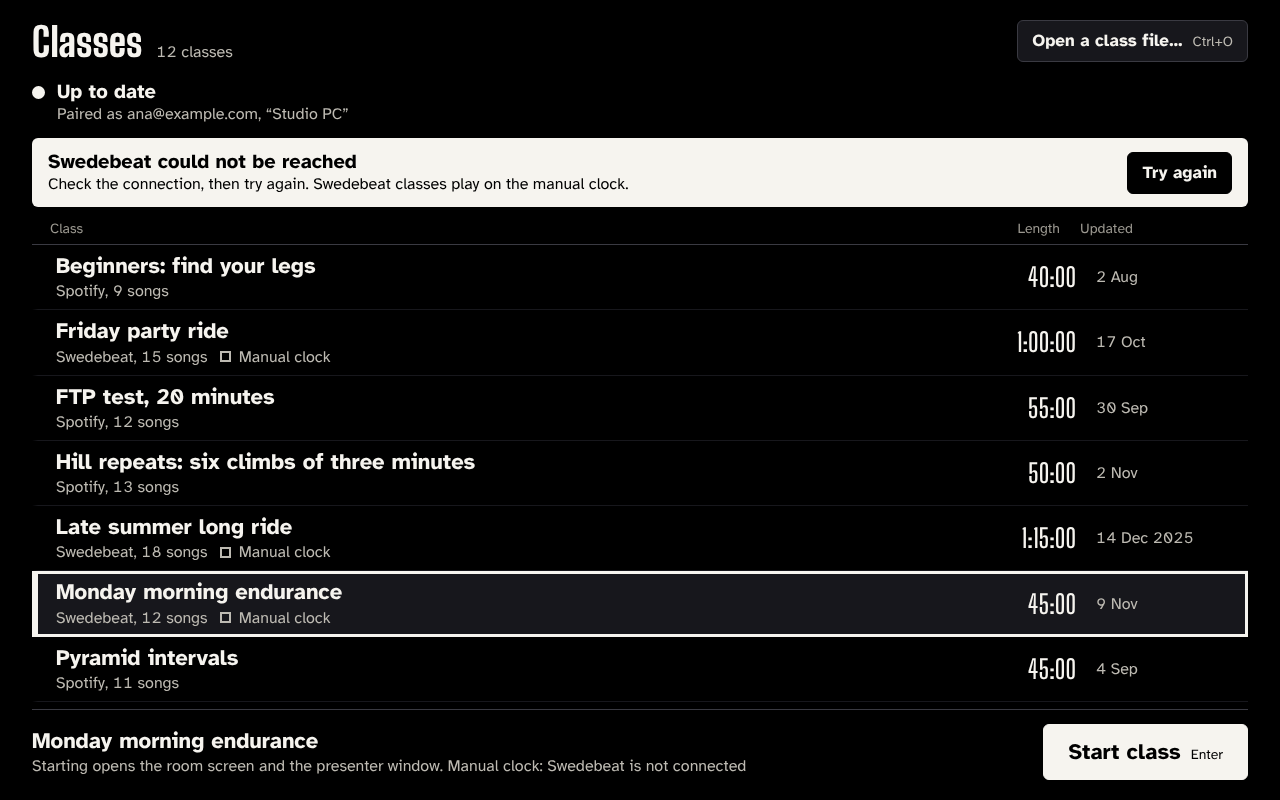 Classes 12 classes
Open a class file... Ctrl+O
Up to date
Paired as ana@example.com, “Studio PC”
Swedebeat could not be reached
Check the connection, then try again. Swedebeat classes play on the manual clock.
Try again
Class Length Updated
Beginners: find your legs
Spotify, 9 songs
40:00 2 Aug
Friday party ride
Swedebeat, 15 songs Manual clock
1:00:00 17 Oct
FTP test, 20 minutes
Spotify, 12 songs
55:00 30 Sep
Hill repeats: six climbs of three minutes
Spotify, 13 songs
50:00 2 Nov
Late summer long ride
Swedebeat, 18 songs Manual clock
1:15:00 14 Dec 2025
Monday morning endurance
Swedebeat, 12 songs Manual clock
45:00 9 Nov
Pyramid intervals
Spotify, 11 songs
45:00 4 Sep
Monday morning endurance
Starting opens the room screen and the presenter window. Manual clock: Swedebeat is not connected
Start class Enter